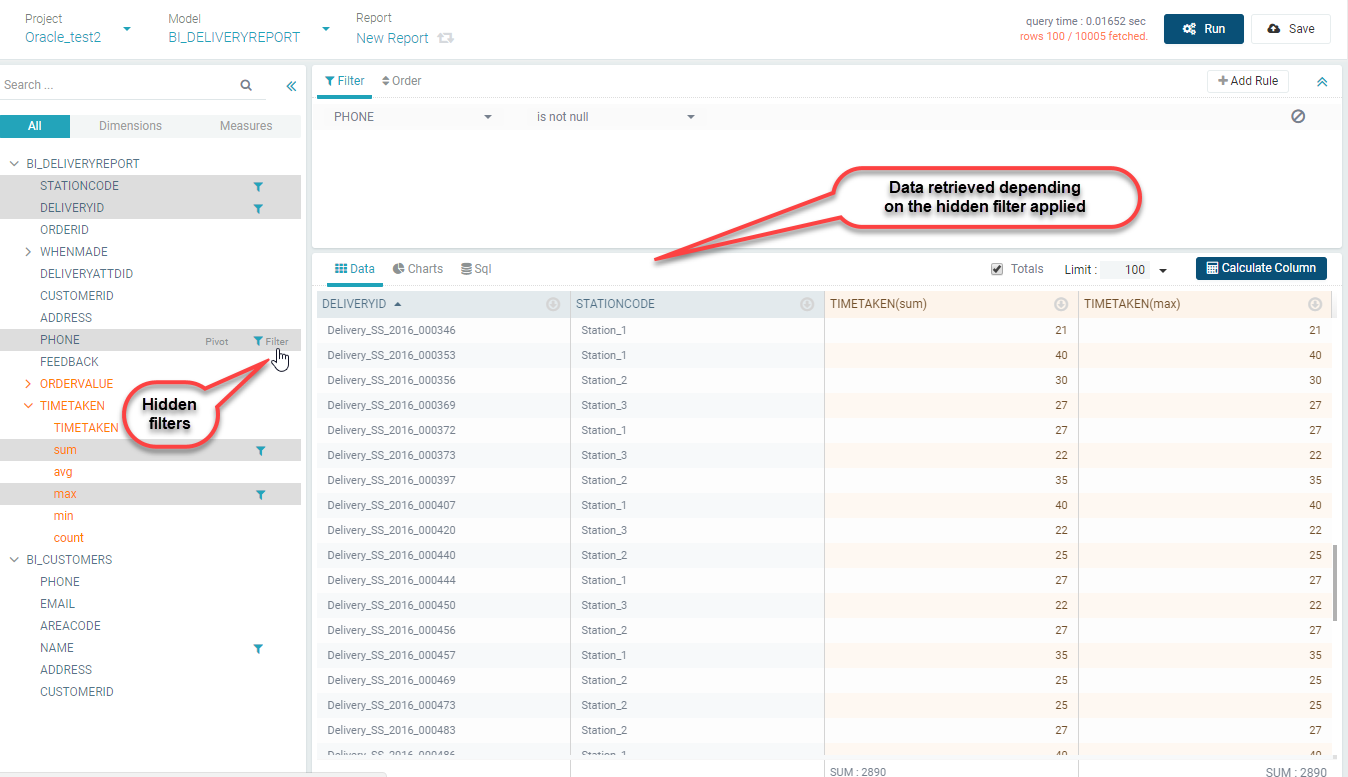 Project
Oracle_test2
Model
BI_DELIVERYREPORT
Report
New Report
query time : 0.01652 sec
rows 100 / 10005 fetched.
Run
Save
Search ...
Filter
Order
Add Rule
All
Dimensions
Measures
PHONE
is not null
BI_DELIVERYREPORT
STATIONCODE
DELIVERYID
ORDERID
WHENMADE
DELIVERYATTDID
CUSTOMERID
ADDRESS
PHONE Pivot Filter
FEEDBACK
ORDERVALUE
TIMETAKEN
TIMETAKEN
sum
avg
max
min
count
BI_CUSTOMERS
PHONE
EMAIL
AREACODE
NAME
ADDRESS
CUSTOMERID
Hidden
filters
Data retrieved depending
on the hidden filter applied
Data
Charts
Sql
Totals
Limit : 100
Calculate Column
DELIVERYID STATIONCODE TIMETAKEN(sum) TIMETAKEN(max)
Delivery_SS_2016_000346 Station_1 21 21
Delivery_SS_2016_000353 Station_1 40 40
Delivery_SS_2016_000356 Station_2 30 30
Delivery_SS_2016_000369 Station_3 27 27
Delivery_SS_2016_000372 Station_1 27 27
Delivery_SS_2016_000373 Station_3 22 22
Delivery_SS_2016_000397 Station_2 35 35
Delivery_SS_2016_000407 Station_1 40 40
Delivery_SS_2016_000420 Station_3 22 22
Delivery_SS_2016_000440 Station_2 25 25
Delivery_SS_2016_000444 Station_1 27 27
Delivery_SS_2016_000450 Station_3 22 22
Delivery_SS_2016_000456 Station_2 27 27
Delivery_SS_2016_000457 Station_1 35 35
Delivery_SS_2016_000469 Station_2 25 25
Delivery_SS_2016_000473 Station_2 25 25
Delivery_SS_2016_000483 Station_2 27 27
Delivery_SS_2016_000486 Station_1 40 40
SUM : 2890 SUM : 2890